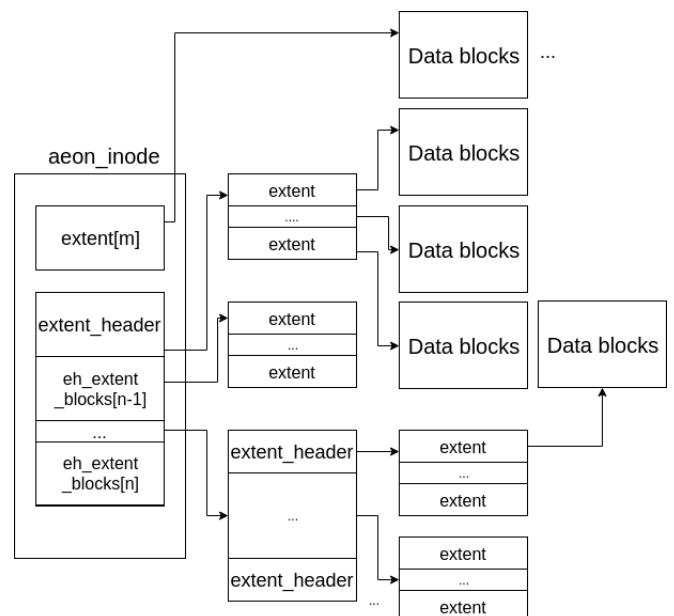 Data blocks
...
Data blocks
aeon_inode
extent[m]
extent
....
extent
Data blocks
extent_header
eh_extent
_blocks[n-1]
...
eh_extent
_blocks[n]
extent
...
extent
Data blocks
Data blocks
extent_header
...
extent_header
extent
...
extent
...
extent
...
extent